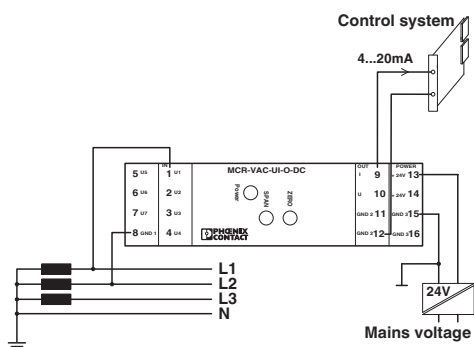 Control system
4...20mA
IN
MCR-VAC-UI-O-DC
OUT
POWER
5 U5
1 U1
I 9
+ 24V 13
6 U6
2 U2
Power
SPAN
ZERO
U 10
+ 24V 14
7 U7
3 U3
GND 2 11
GND 3 15
8 GND 1
4 U4
PHŒNIX
CONTACT
GND 2 12
GND 3 16
L1
L2
L3
N
24V
Mains voltage